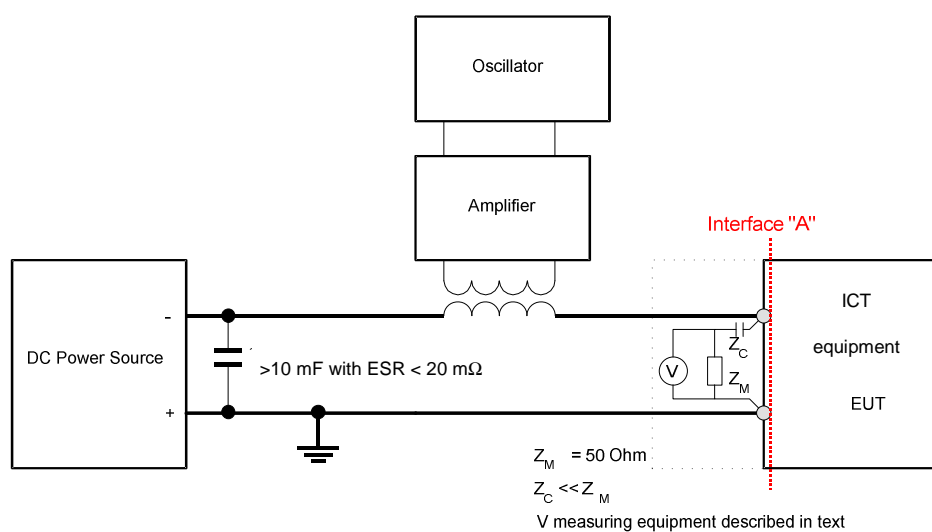 Oscillator
Amplifier
Interface "A"
DC Power Source
-
+
>10 mF with ESR < 20 mΩ
V
Z_C
Z_M
ICT
equipment
EUT
Z_M = 50 Ohm
Z_C << Z_M
V measuring equipment described in text